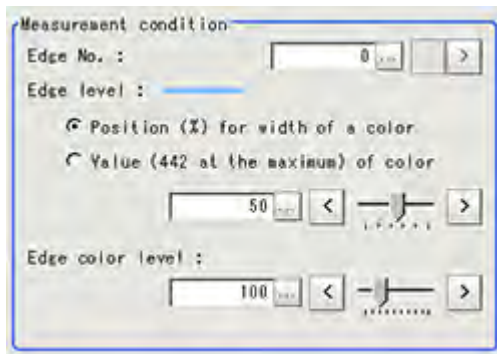 Measurement condition
Edge No. : 0 ... >
Edge level :
Position (%) for width of a color
Value (442 at the maximum) of color
50 ... < >
Edge color level :
100 ... < >